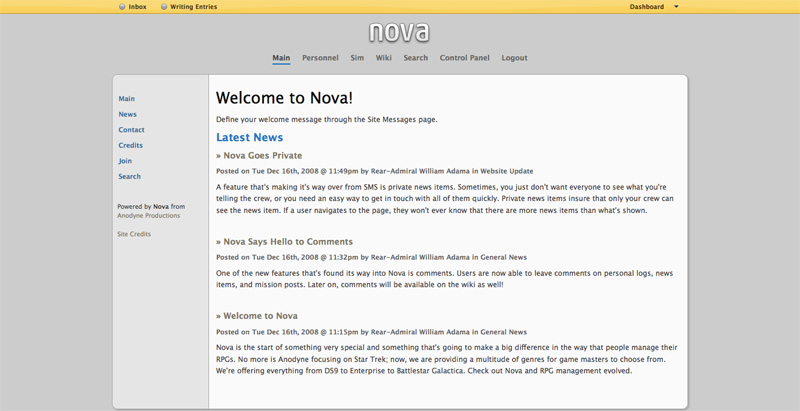 Inbox Writing Entries Dashboard
nova
Main Personnel Sim Wiki Search Control Panel Logout
Main
News
Contact
Credits
Join
Search
Powered by Nova from
Anodyne Productions
Site Credits
Welcome to Nova!
Define your welcome message through the Site Messages page.
Latest News
» Nova Goes Private
Posted on Tue Dec 16th, 2008 @ 11:49pm by Rear-Admiral William Adama in Website Update
A feature that's making it's way over from SMS is private news items. Sometimes, you just don't want everyone to see what you're
telling the crew, or you need an easy way to get in touch with all of them quickly. Private news items insure that only your crew can
see the news item. If a user navigates to the page, they won't ever know that there are more news items than what's shown.
» Nova Says Hello to Comments
Posted on Tue Dec 16th, 2008 @ 11:32pm by Rear-Admiral William Adama in General News
One of the new features that's found its way into Nova is comments. Users are now able to leave comments on personal logs, news
items, and mission posts. Later on, comments will be available on the wiki as well!
» Welcome to Nova
Posted on Tue Dec 16th, 2008 @ 11:15pm by Rear-Admiral William Adama in General News
Nova is the start of something very special and something that's going to make a big difference in the way that people manage their
RPGs. No more is Anodyne focusing on Star Trek; now, we are providing a multitude of genres for game masters to choose from.
We're offering everything from DS9 to Enterprise to Battlestar Galactica. Check out Nova and RPG management evolved.